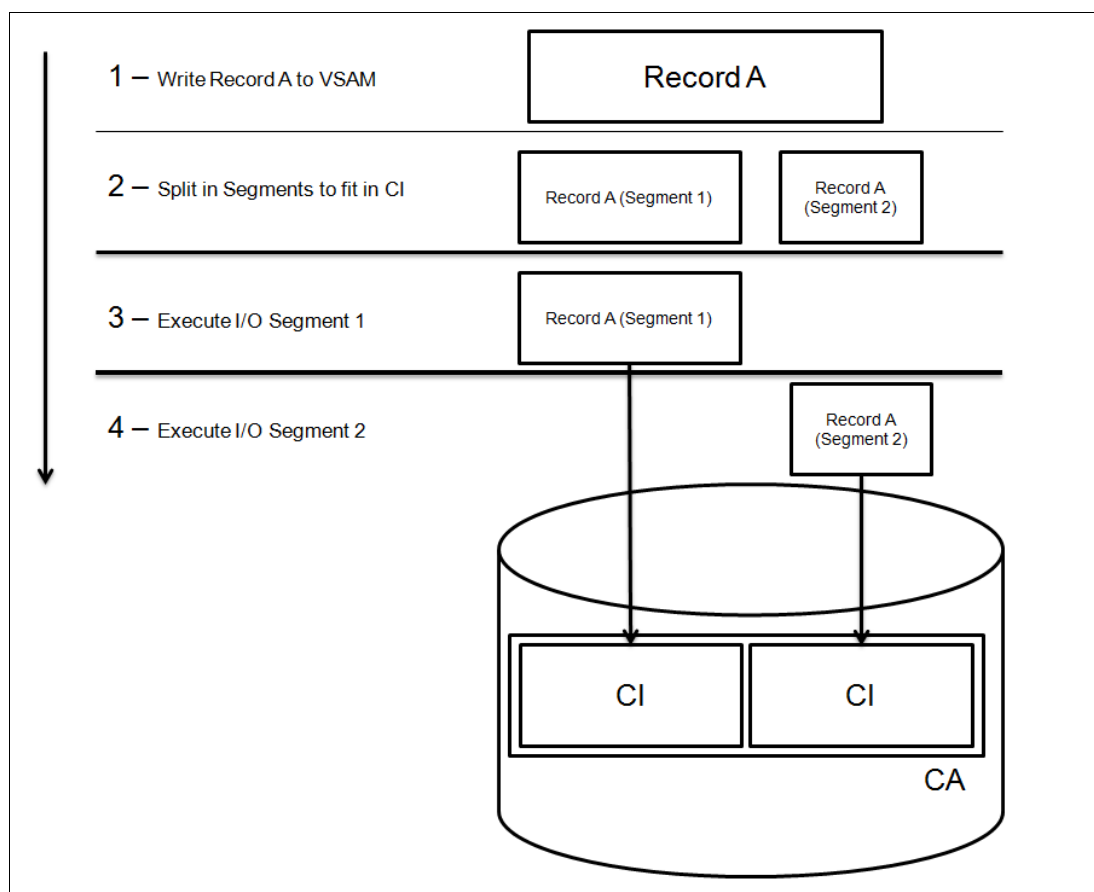 1 – Write Record A to VSAM
Record A
2 – Split in Segments to fit in CI
Record A (Segment 1)
Record A
(Segment 2)
3 – Execute I/O Segment 1
Record A (Segment 1)
4 – Execute I/O Segment 2
Record A
(Segment 2)
CI
CI
CA